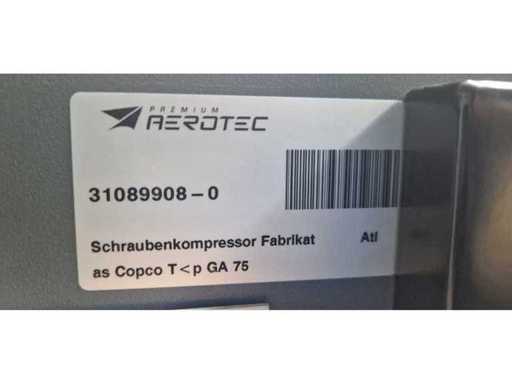 PREMIUM
AEROTEC
31089908-0
Schraubenkompressor Fabrikat Atl
as Copco T<p GA 75